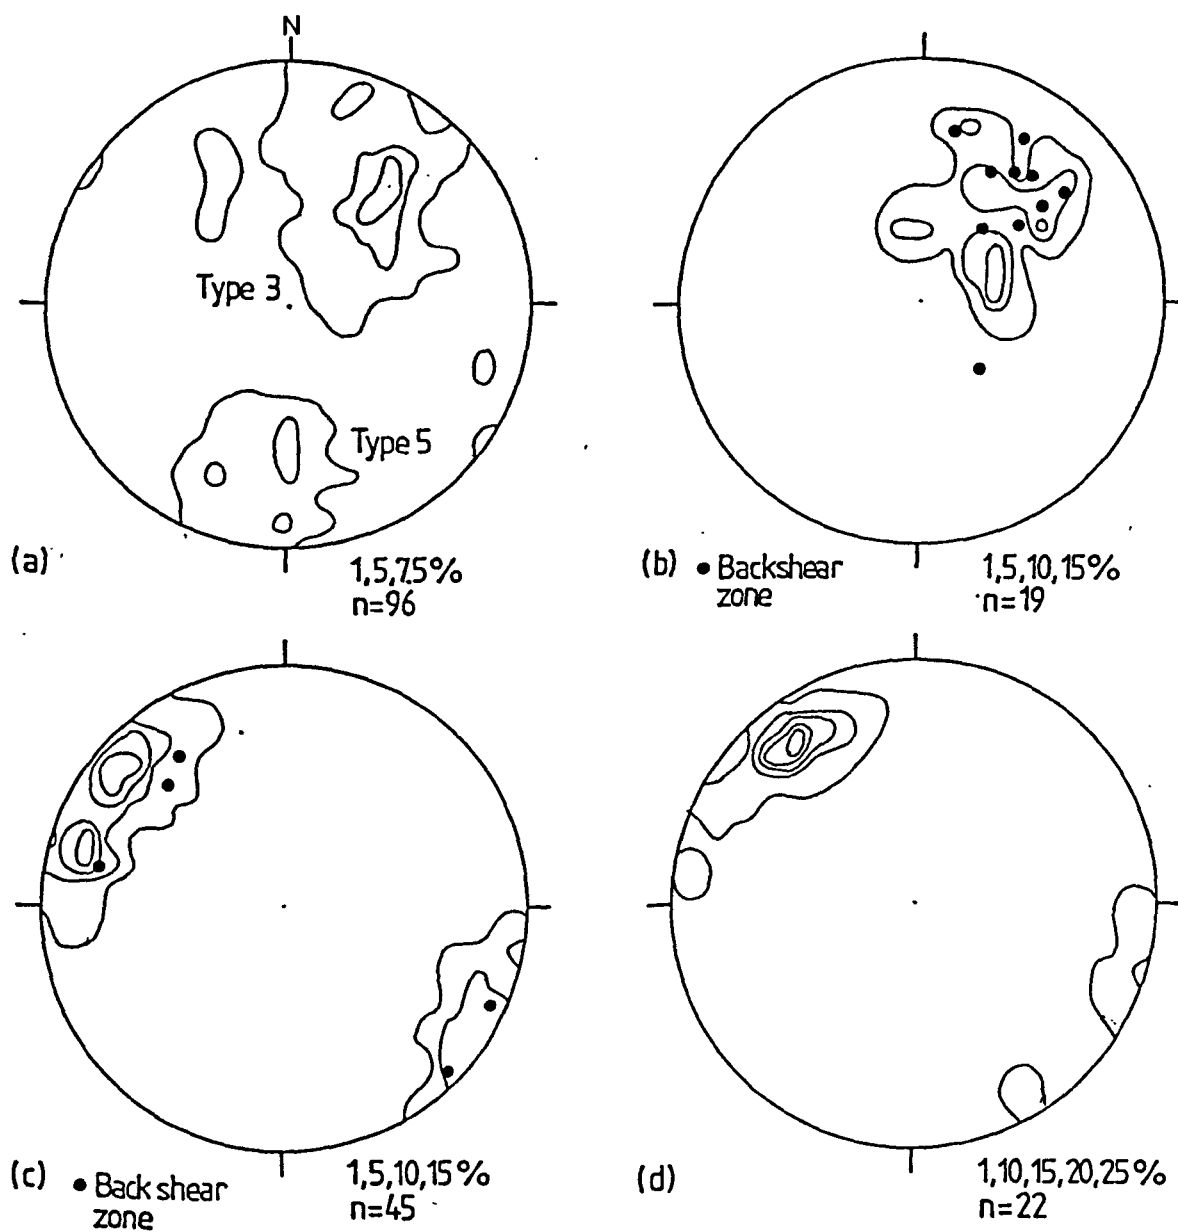 N
Type 3
Type 5
(a)
1,5,7.5%
n=96
(b)
• Backshear
zone
1,5,10,15%
n=19
(c)
• Back shear
zone
1,5,10,15%
n=45
(d)
1,10,15,20,25%
n=22